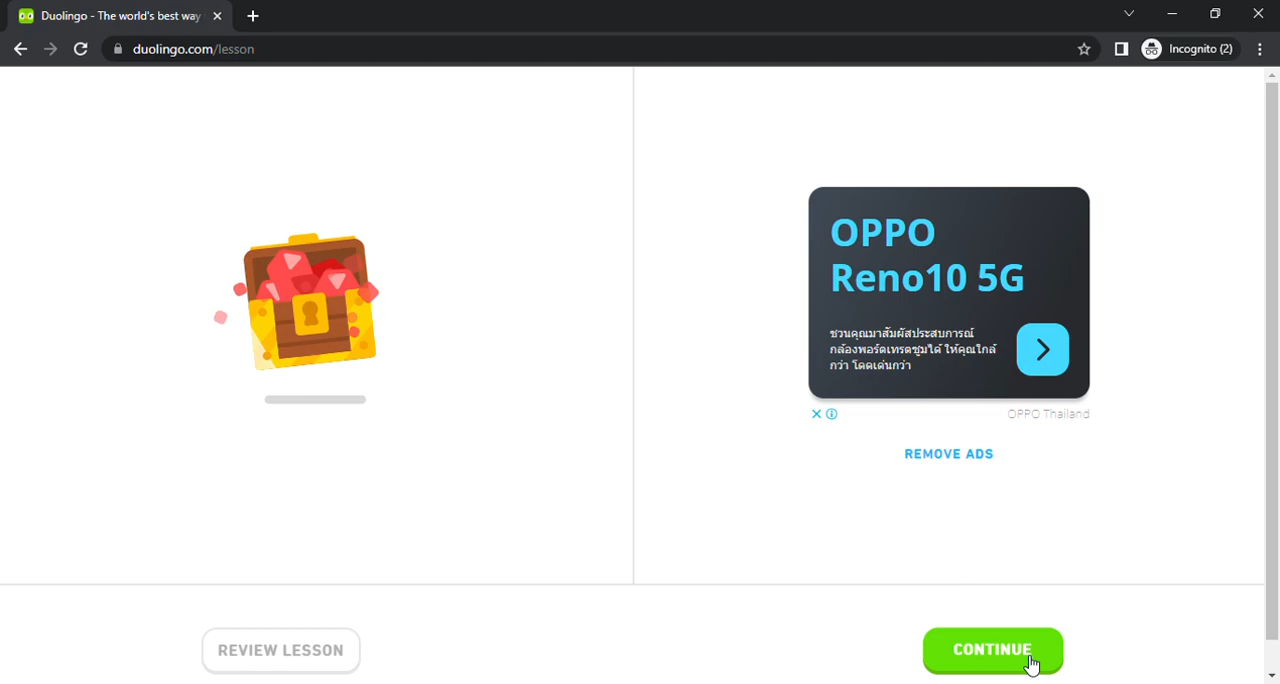 Duolingo - The world's best way
duolingo.com/lesson
Incognito (2)
OPPO
Reno10 5G
ชวนคุณมาสัมผัสประสบการณ์
กล้องพอร์ตเทรตซูมได้ ให้คุณใกล้
กว่า โดดเด่นกว่า
OPPO Thailand
REMOVE ADS
REVIEW LESSON
CONTINUE